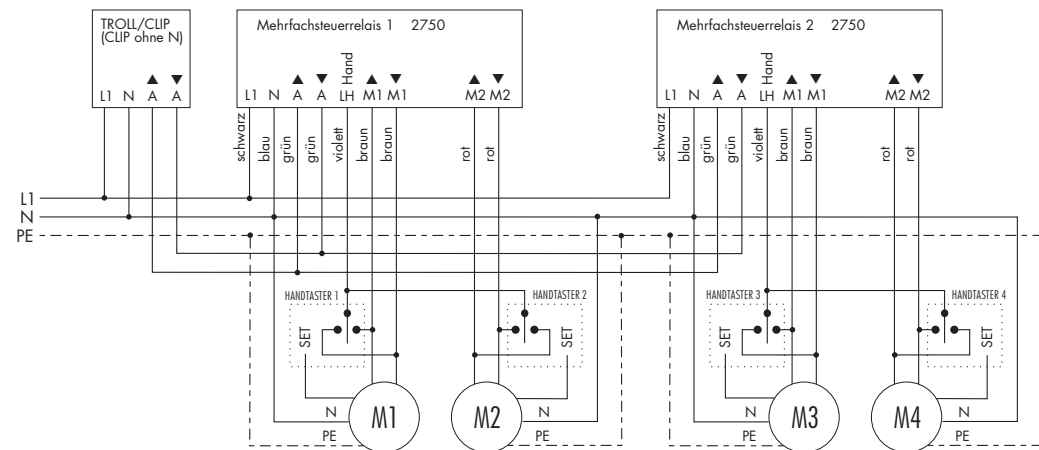 TROLL/CLIP
(CLIP ohne N)
L1 N A A
Mehrfachsteuerrelais 1 2750
L1 N A A LH Hand M1 M1 M2 M2
schwarz
blau
grün
grün
violett
braun
braun
rot
rot
Mehrfachsteuerrelais 2 2750
L1 N A A LH Hand M1 M1 M2 M2
schwarz
blau
grün
grün
violett
braun
braun
rot
rot
L1
N
PE
HANDTASTER 1
SET
HANDTASTER 2
SET
HANDTASTER 3
SET
HANDTASTER 4
SET
N
PE
M1
M2
N
PE
N
PE
M3
M4
N
PE